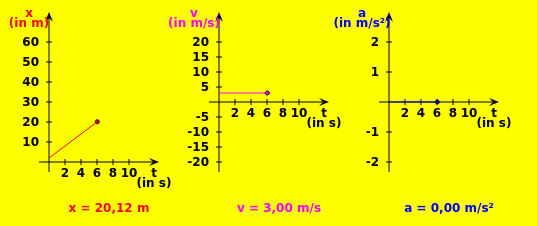 x
(in m)
60
50
40
30
20
10
2 4 6 8 10
t
(in s)
v
(in m/s)
20
15
10
5
-5
-10
-15
-20
2 4 6 8 10
t
(in s)
a
(in m/s²)
2
1
-1
-2
2 4 6 8 10
t
(in s)
x = 20,12 m
v = 3,00 m/s
a = 0,00 m/s²